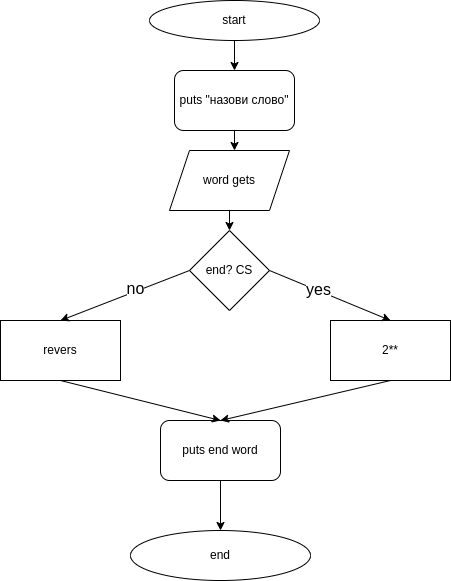 start
puts "назови слово"
word gets
end? CS
no
yes
revers
2**
puts end word
end